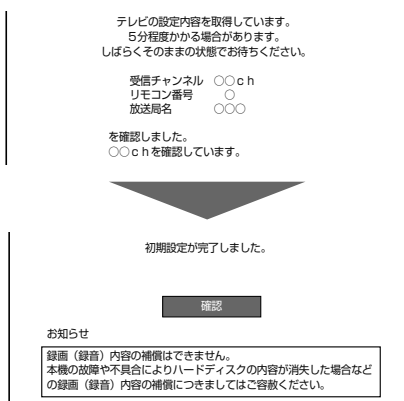 テレビの設定内容を取得しています。
５分程度かかる場合があります。
しばらくそのままの状態でお待ちください。
受信チャンネル ○○ｃｈ
リモコン番号 ○
放送局名 ○○○
を確認しました。
○○ｃｈを確認しています。
初期設定が完了しました。
確認
お知らせ
録画（録音）内容の補償はできません。
本機の故障や不具合によりハードディスクの内容が消失した場合など
の録画（録音）内容の補償につきましてはご容赦ください。